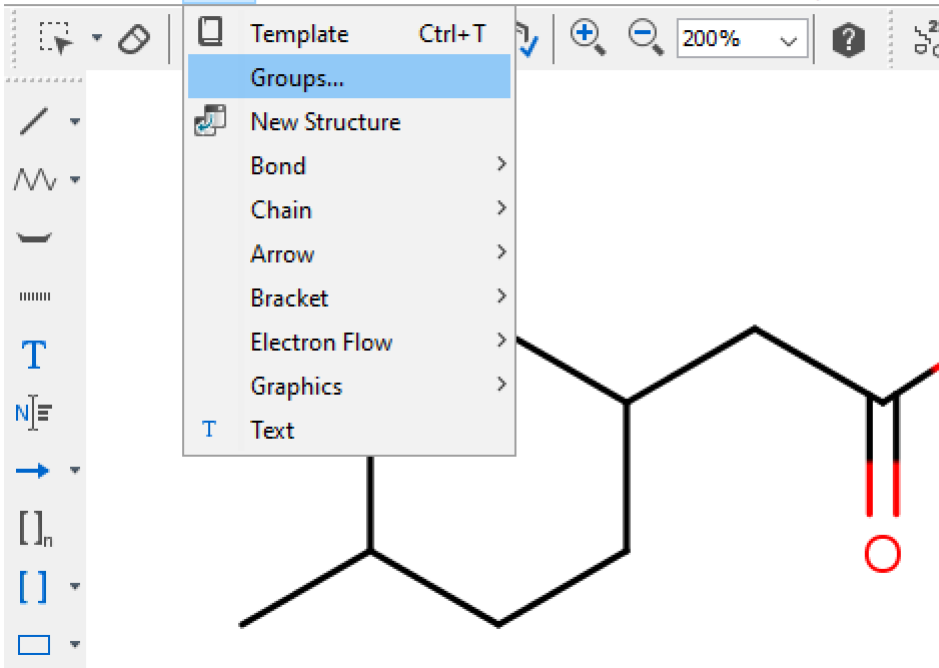 Template Ctrl+T
200%
?
Groups...
New Structure
Bond
Chain
Arrow
Bracket
T
Electron Flow
N
Graphics
T Text
[ ]n
[ ]
O